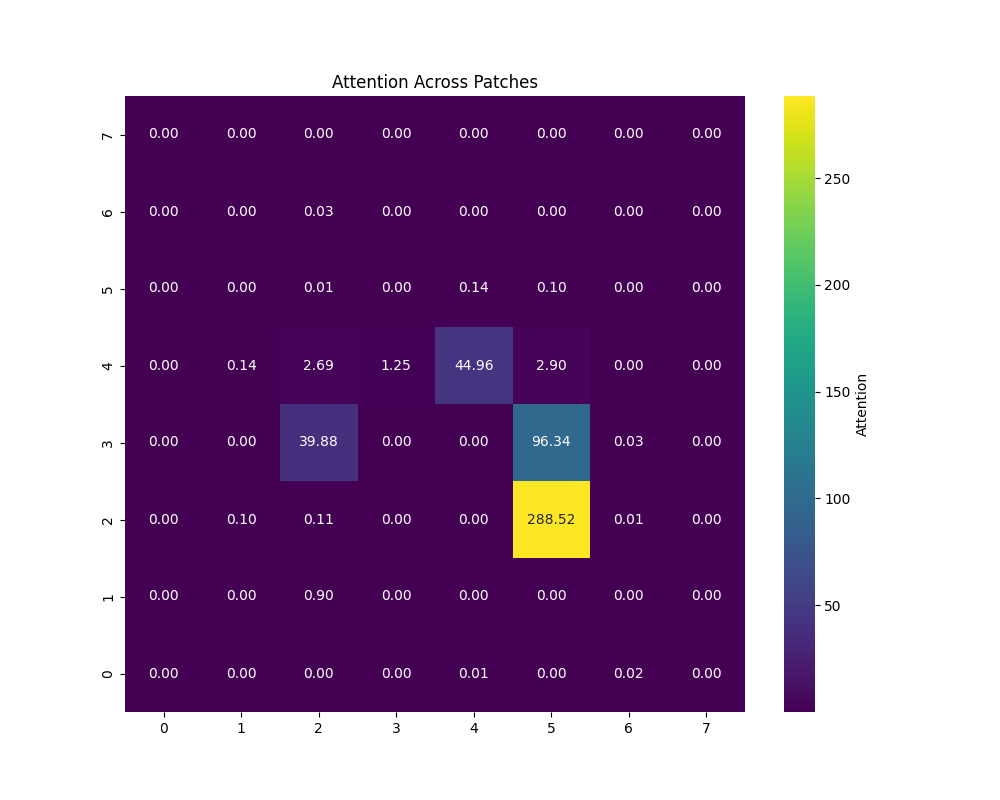 Attention Across Patches
7 0.00 0.00 0.00 0.00 0.00 0.00 0.00 0.00
6 0.00 0.00 0.03 0.00 0.00 0.00 0.00 0.00
5 0.00 0.00 0.01 0.00 0.14 0.10 0.00 0.00
4 0.00 0.14 2.69 1.25 44.96 2.90 0.00 0.00
3 0.00 0.00 39.88 0.00 0.00 96.34 0.03 0.00
2 0.00 0.10 0.11 0.00 0.00 288.52 0.01 0.00
1 0.00 0.00 0.90 0.00 0.00 0.00 0.00 0.00
0 0.00 0.00 0.00 0.00 0.01 0.00 0.02 0.00
0 1 2 3 4 5 6 7
250
200
150
100
50
Attention